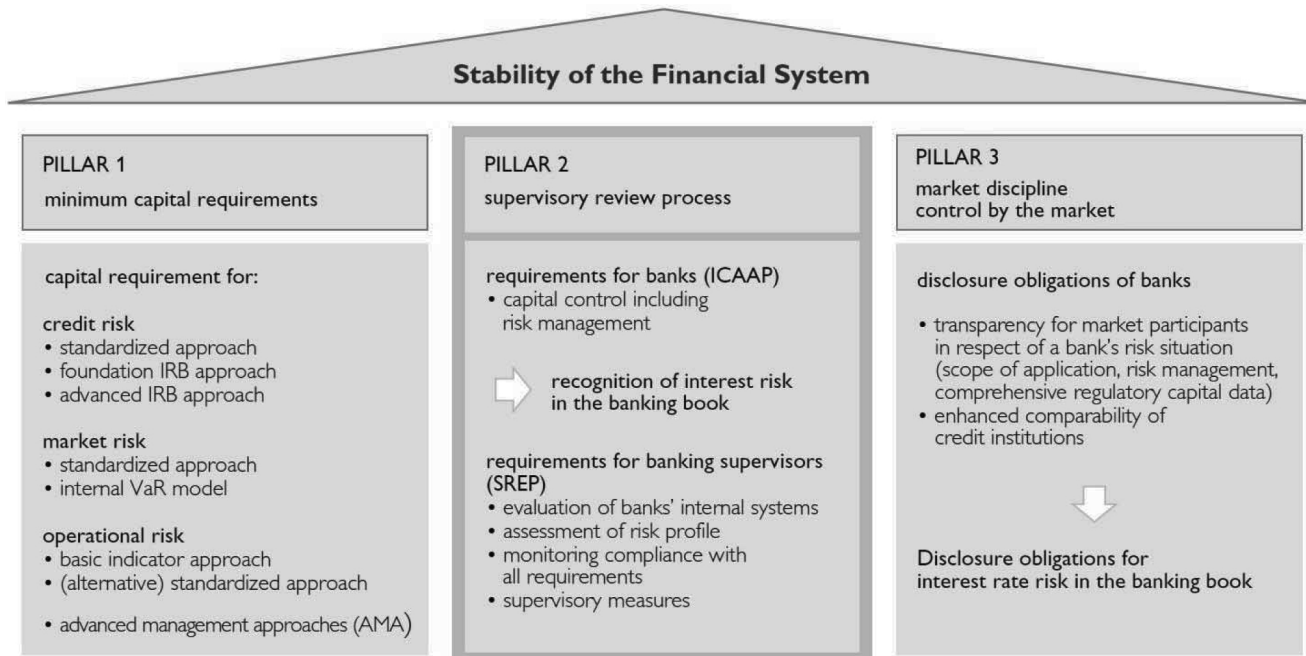 Stability of the Financial System
PILLAR 1
minimum capital requirements
capital requirement for:
credit risk
• standardized approach
• foundation IRB approach
• advanced IRB approach
market risk
• standardized approach
• internal VaR model
operational risk
• basic indicator approach
• (alternative) standardized approach
• advanced management approaches (AMA)
PILLAR 2
supervisory review process
requirements for banks (ICAAP)
• capital control including
risk management
recognition of interest risk
in the banking book
requirements for banking supervisors
(SREP)
• evaluation of banks' internal systems
• assessment of risk profile
• monitoring compliance with
all requirements
• supervisory measures
PILLAR 3
market discipline
control by the market
disclosure obligations of banks
• transparency for market participants
in respect of a bank's risk situation
(scope of application, risk management,
comprehensive regulatory capital data)
• enhanced comparability of
credit institutions
Disclosure obligations for
interest rate risk in the banking book